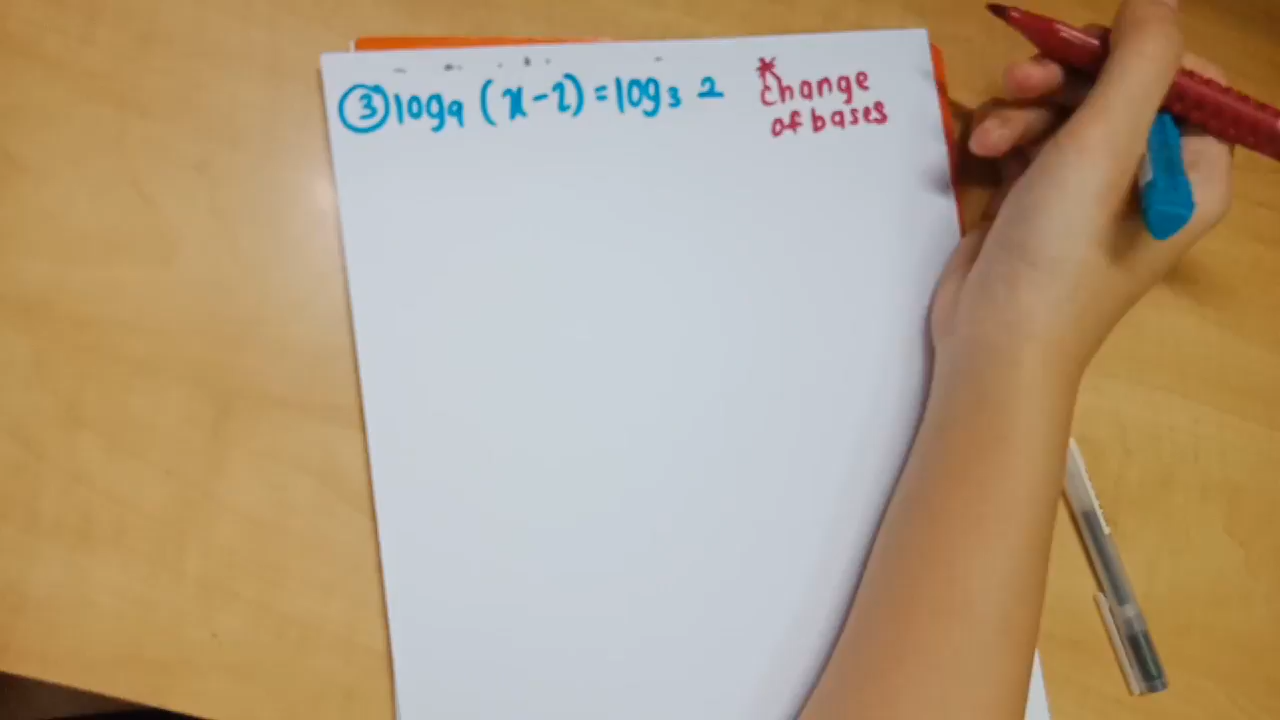 ③ log₉ (x-2) = log₃ 2
* change
of bases